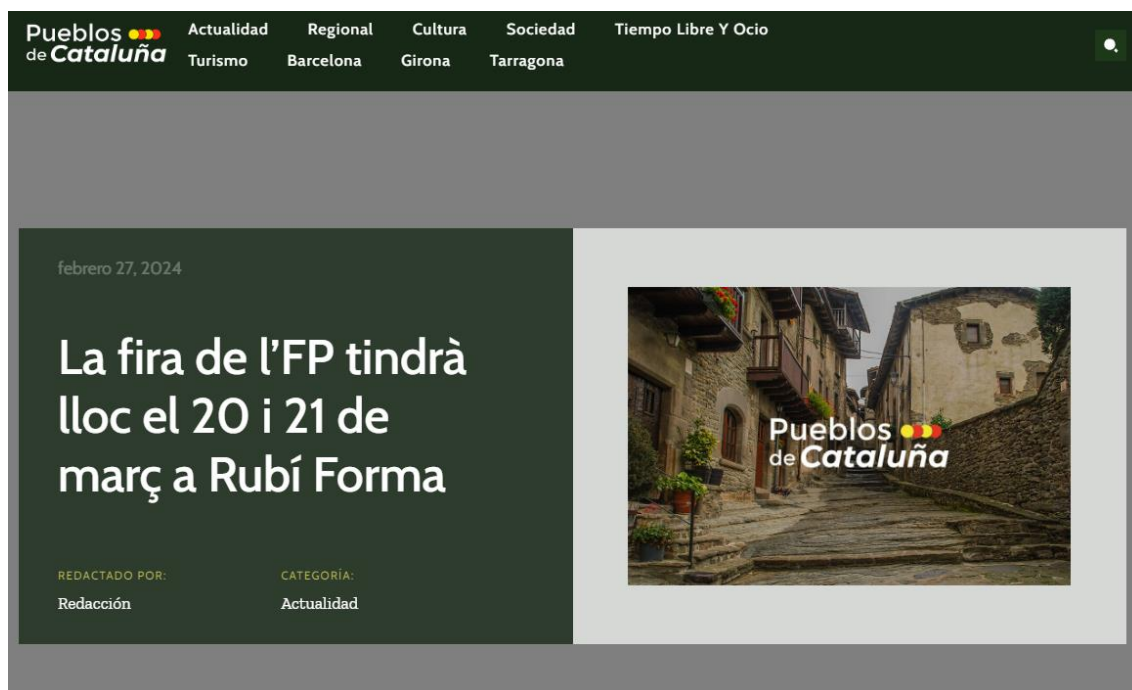 Pueblos
de Cataluña
Actualidad Regional Cultura Sociedad Tiempo Libre Y Ocio
Turismo Barcelona Girona Tarragona
febrero 27, 2024
La fira de l’FP tindrà
lloc el 20 i 21 de
març a Rubí Forma
REDACTADO POR:
Redacción
CATEGORÍA:
Actualidad
Pueblos
de Cataluña